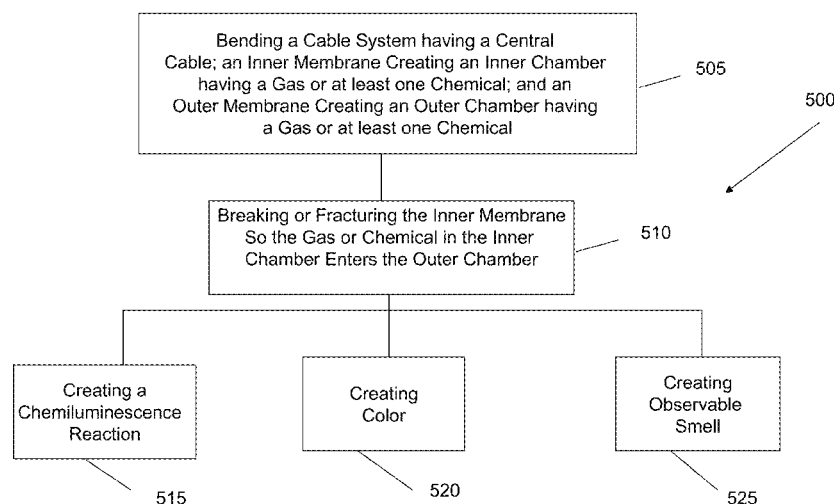 Bending a Cable System having a Central
Cable; an Inner Membrane Creating an Inner Chamber
having a Gas or at least one Chemical; and an
Outer Membrane Creating an Outer Chamber having
a Gas or at least one Chemical
505
500
Breaking or Fracturing the Inner Membrane
So the Gas or Chemical in the Inner
Chamber Enters the Outer Chamber
510
Creating a
Chemiluminescence
Reaction
515
Creating
Color
520
Creating
Observable
Smell
525